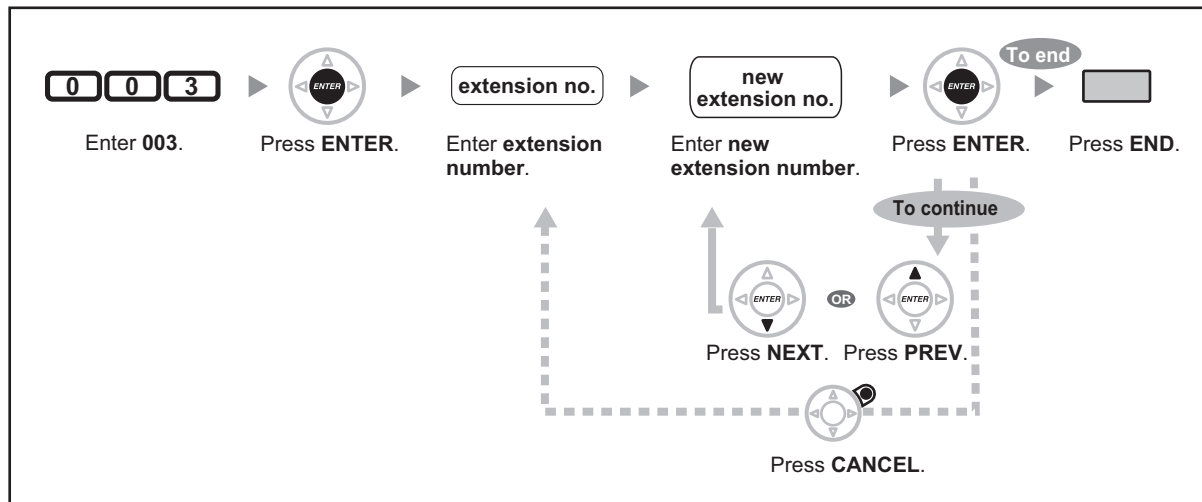 To end
0 0 3
ENTER
extension no.
new
extension no.
ENTER
Enter 003.
Press ENTER.
Enter extension
number.
Enter new
extension number.
Press ENTER.
Press END.
To continue
ENTER
OR
ENTER
Press NEXT.
Press PREV.
Press CANCEL.